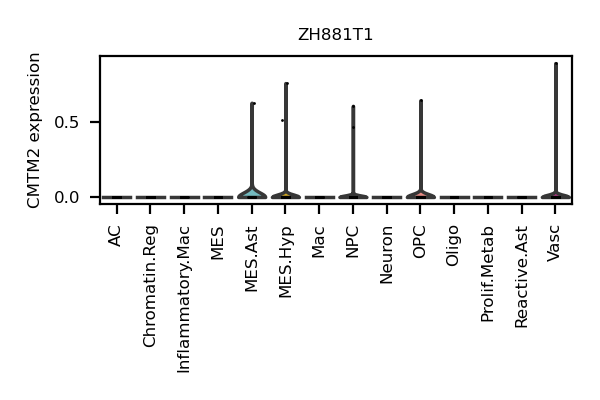 ZH881T1
CMTM2 expression
0.5
0.0
AC
Chromatin.Reg
Inflammatory.Mac
MES
MES.Ast
MES.Hyp
Mac
NPC
Neuron
OPC
Oligo
Prolif.Metab
Reactive.Ast
Vasc